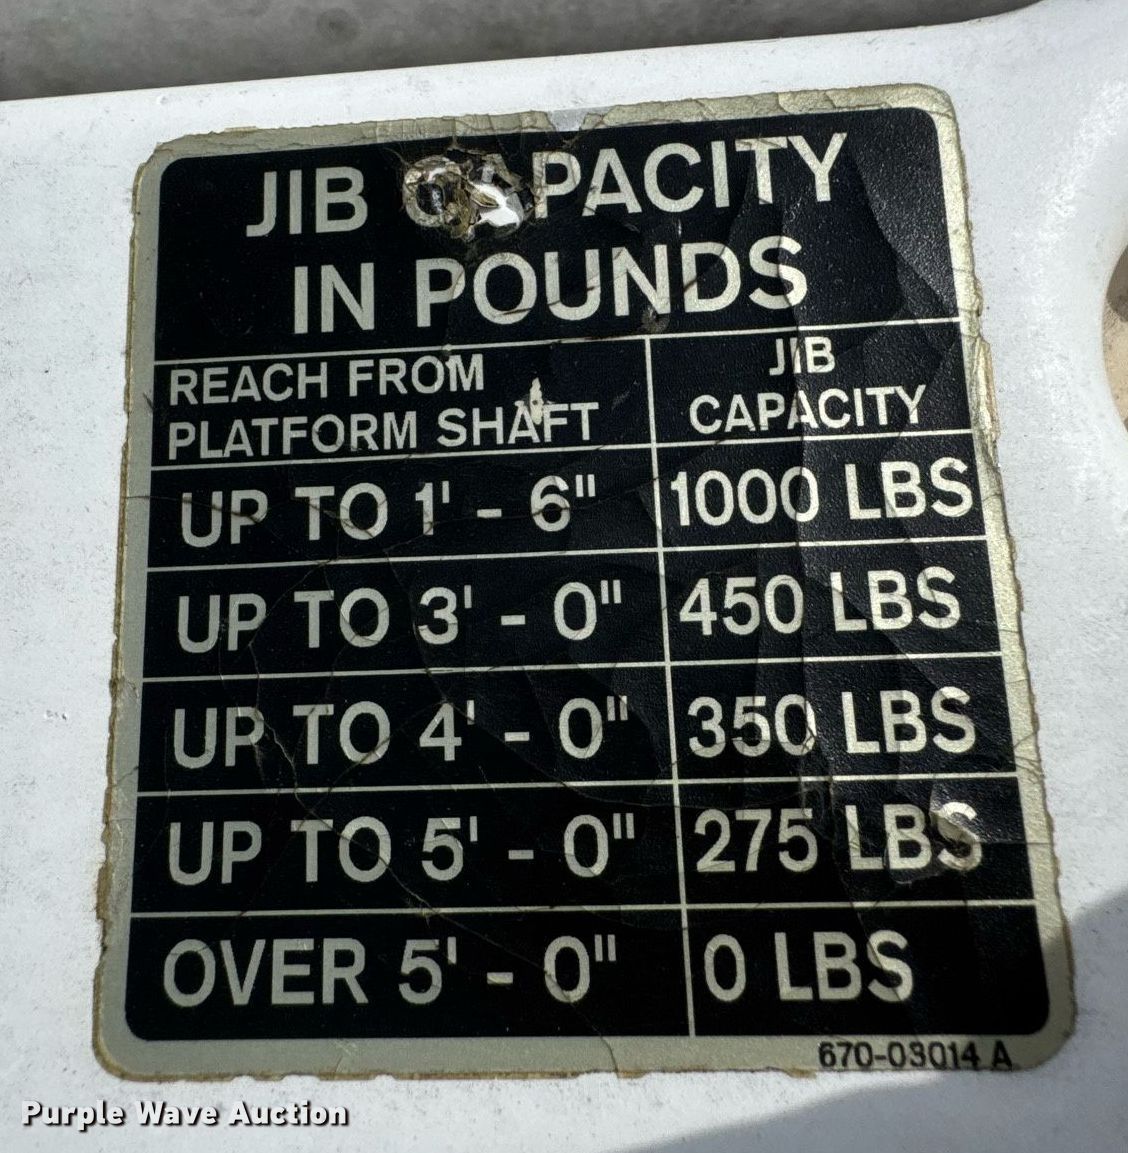 JIB CAPACITY
IN POUNDS
REACH FROM
PLATFORM SHAFT
JIB
CAPACITY
UP TO 1' - 6" 1000 LBS
UP TO 3' - 0" 450 LBS
UP TO 4' - 0" 350 LBS
UP TO 5' - 0" 275 LBS
OVER 5' - 0" 0 LBS
670-03014 A
Purple Wave Auction